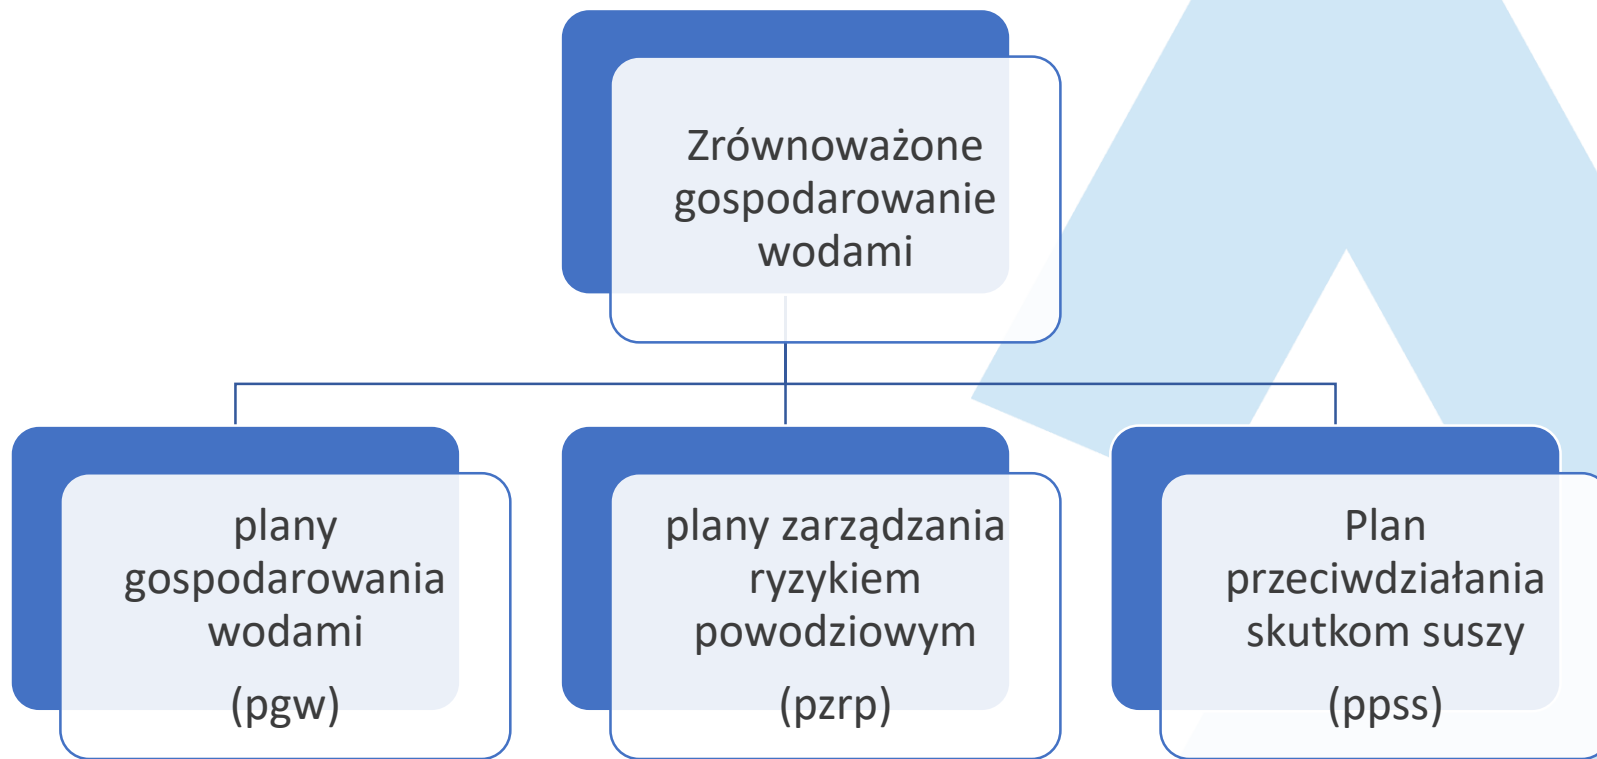 Zrównoważone
gospodarowanie
wodami
plany
gospodarowania
wodami
(pgw)
plany zarządzania
ryzykiem
powodziowym
(pzrp)
Plan
przeciwdziałania
skutkom suszy
(ppss)